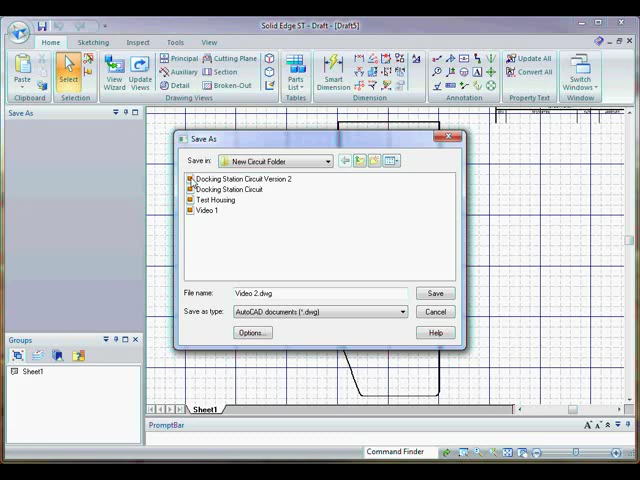 Solid Edge ST - Draft - [Draft5]
Home Sketching Inspect Tools View
Paste Select View Wizard Update Views Principal Auxiliary Detail Cutting Plane Section Broken-Out Parts List Smart Dimension Update All Convert All Switch Windows
Clipboard Selection Drawing Views Tables Dimension Annotation Property Text Window
Save As
Save As
Save in: New Circuit Folder
Docking Station Circuit Version 2
Docking Station Circuit
Test Housing
Video 1
File name: Video 2.dwg Save
Save as type: AutoCAD documents (*.dwg) Cancel
Options... Help
Groups
Sheet1
Sheet1
PromptBar
Command Finder